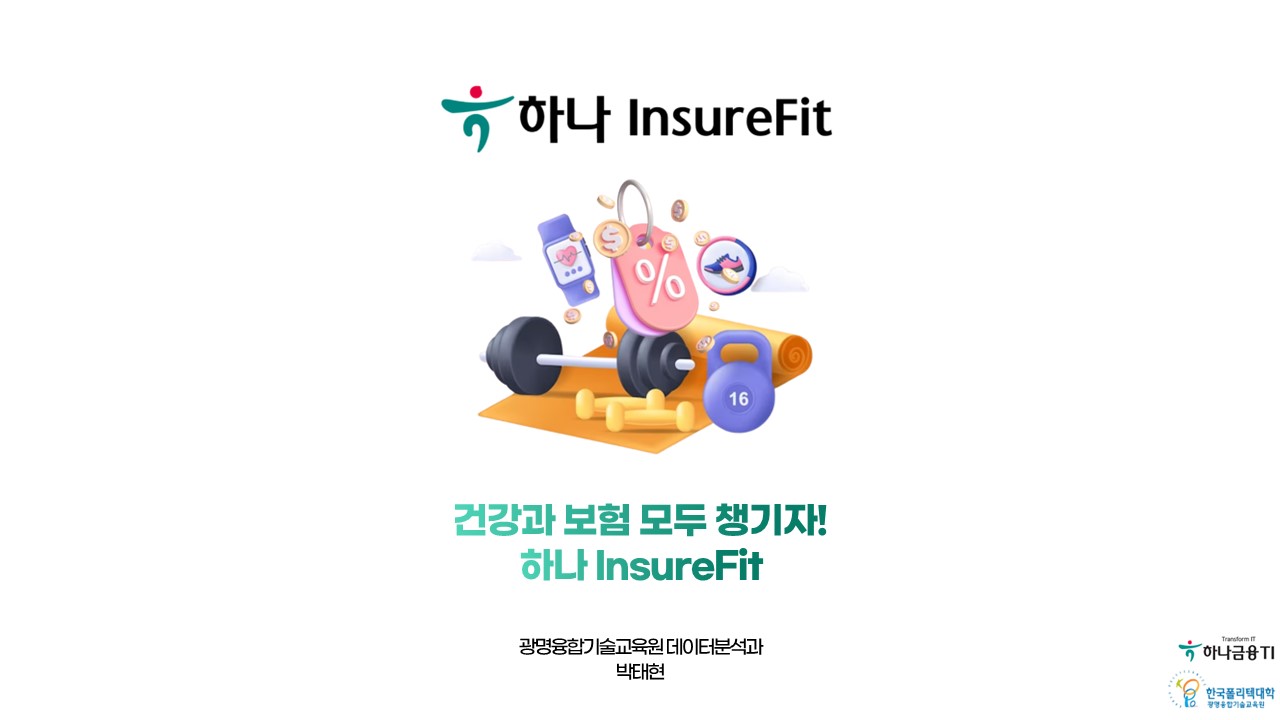 하나 InsureFit
$
%
16
건강과 보험 모두 챙기자!
하나 InsureFit
광명융합기술교육원 데이터분석과
박태현
Transform IT
하나금융TI
한국폴리텍대학
광명융합기술교육원